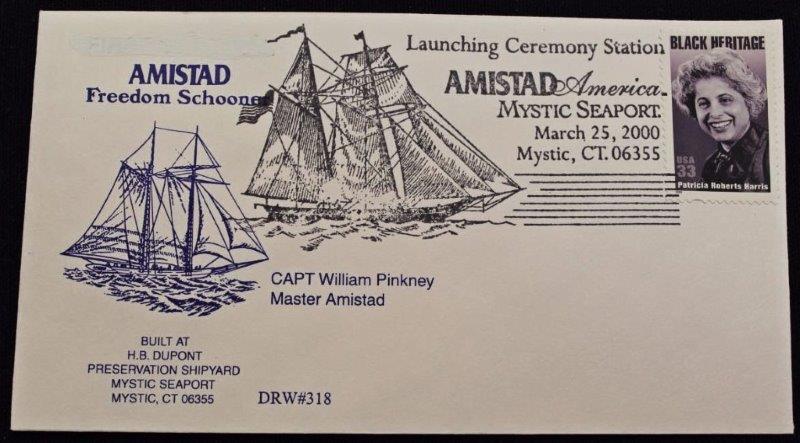 AMISTAD
Freedom Schooner
Launching Ceremony Station
AMISTAD America
MYSTIC SEAPORT
March 25, 2000
Mystic, CT. 06355
BLACK HERITAGE
USA
33
Patricia Roberts Harris
CAPT William Pinkney
Master Amistad
BUILT AT
H.B. DUPONT
PRESERVATION SHIPYARD
MYSTIC SEAPORT
MYSTIC, CT 06355
DRW#318